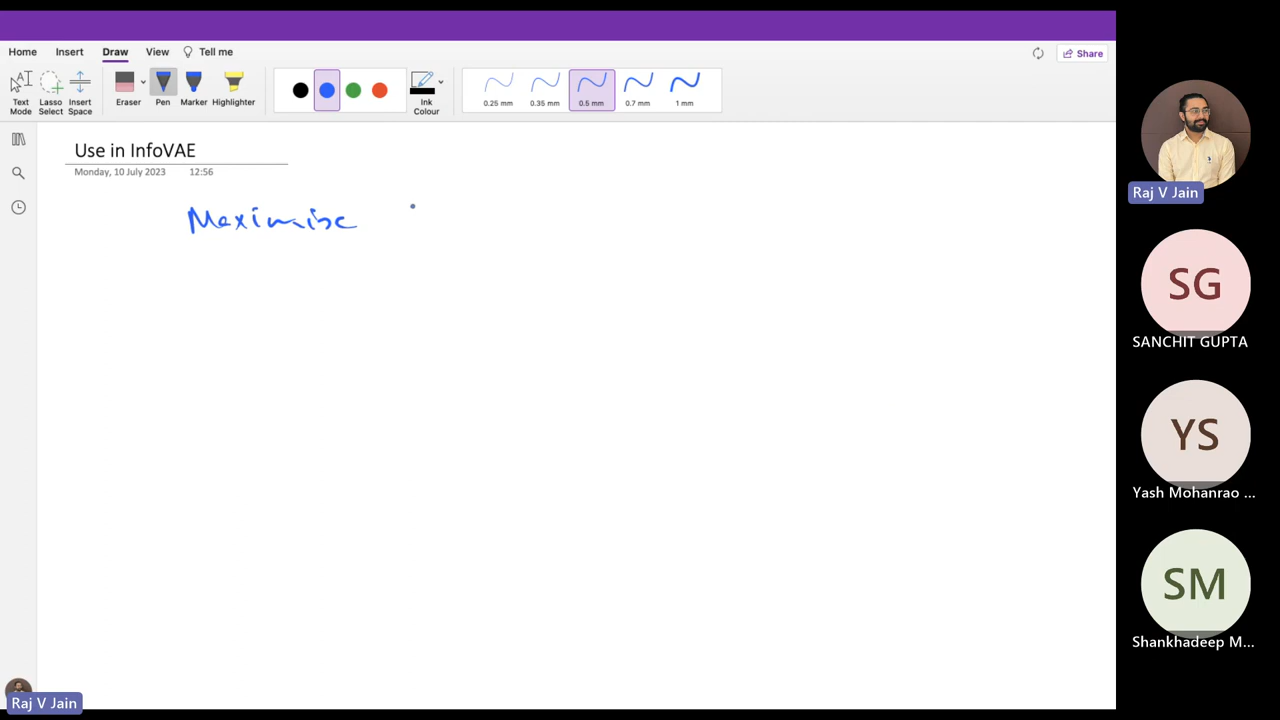 Home Insert Draw View Tell me Share
Text Mode Lasso Select Insert Space Eraser Pen Marker Highlighter Ink Colour 0.25 mm 0.35 mm 0.5 mm 0.7 mm 1 mm
Use in InfoVAE
Monday, 10 July 2023 12:56
Maximise
Raj V Jain
SG
SANCHIT GUPTA
YS
Yash Mohanrao ...
SM
Shankhadeep M...
Raj V Jain